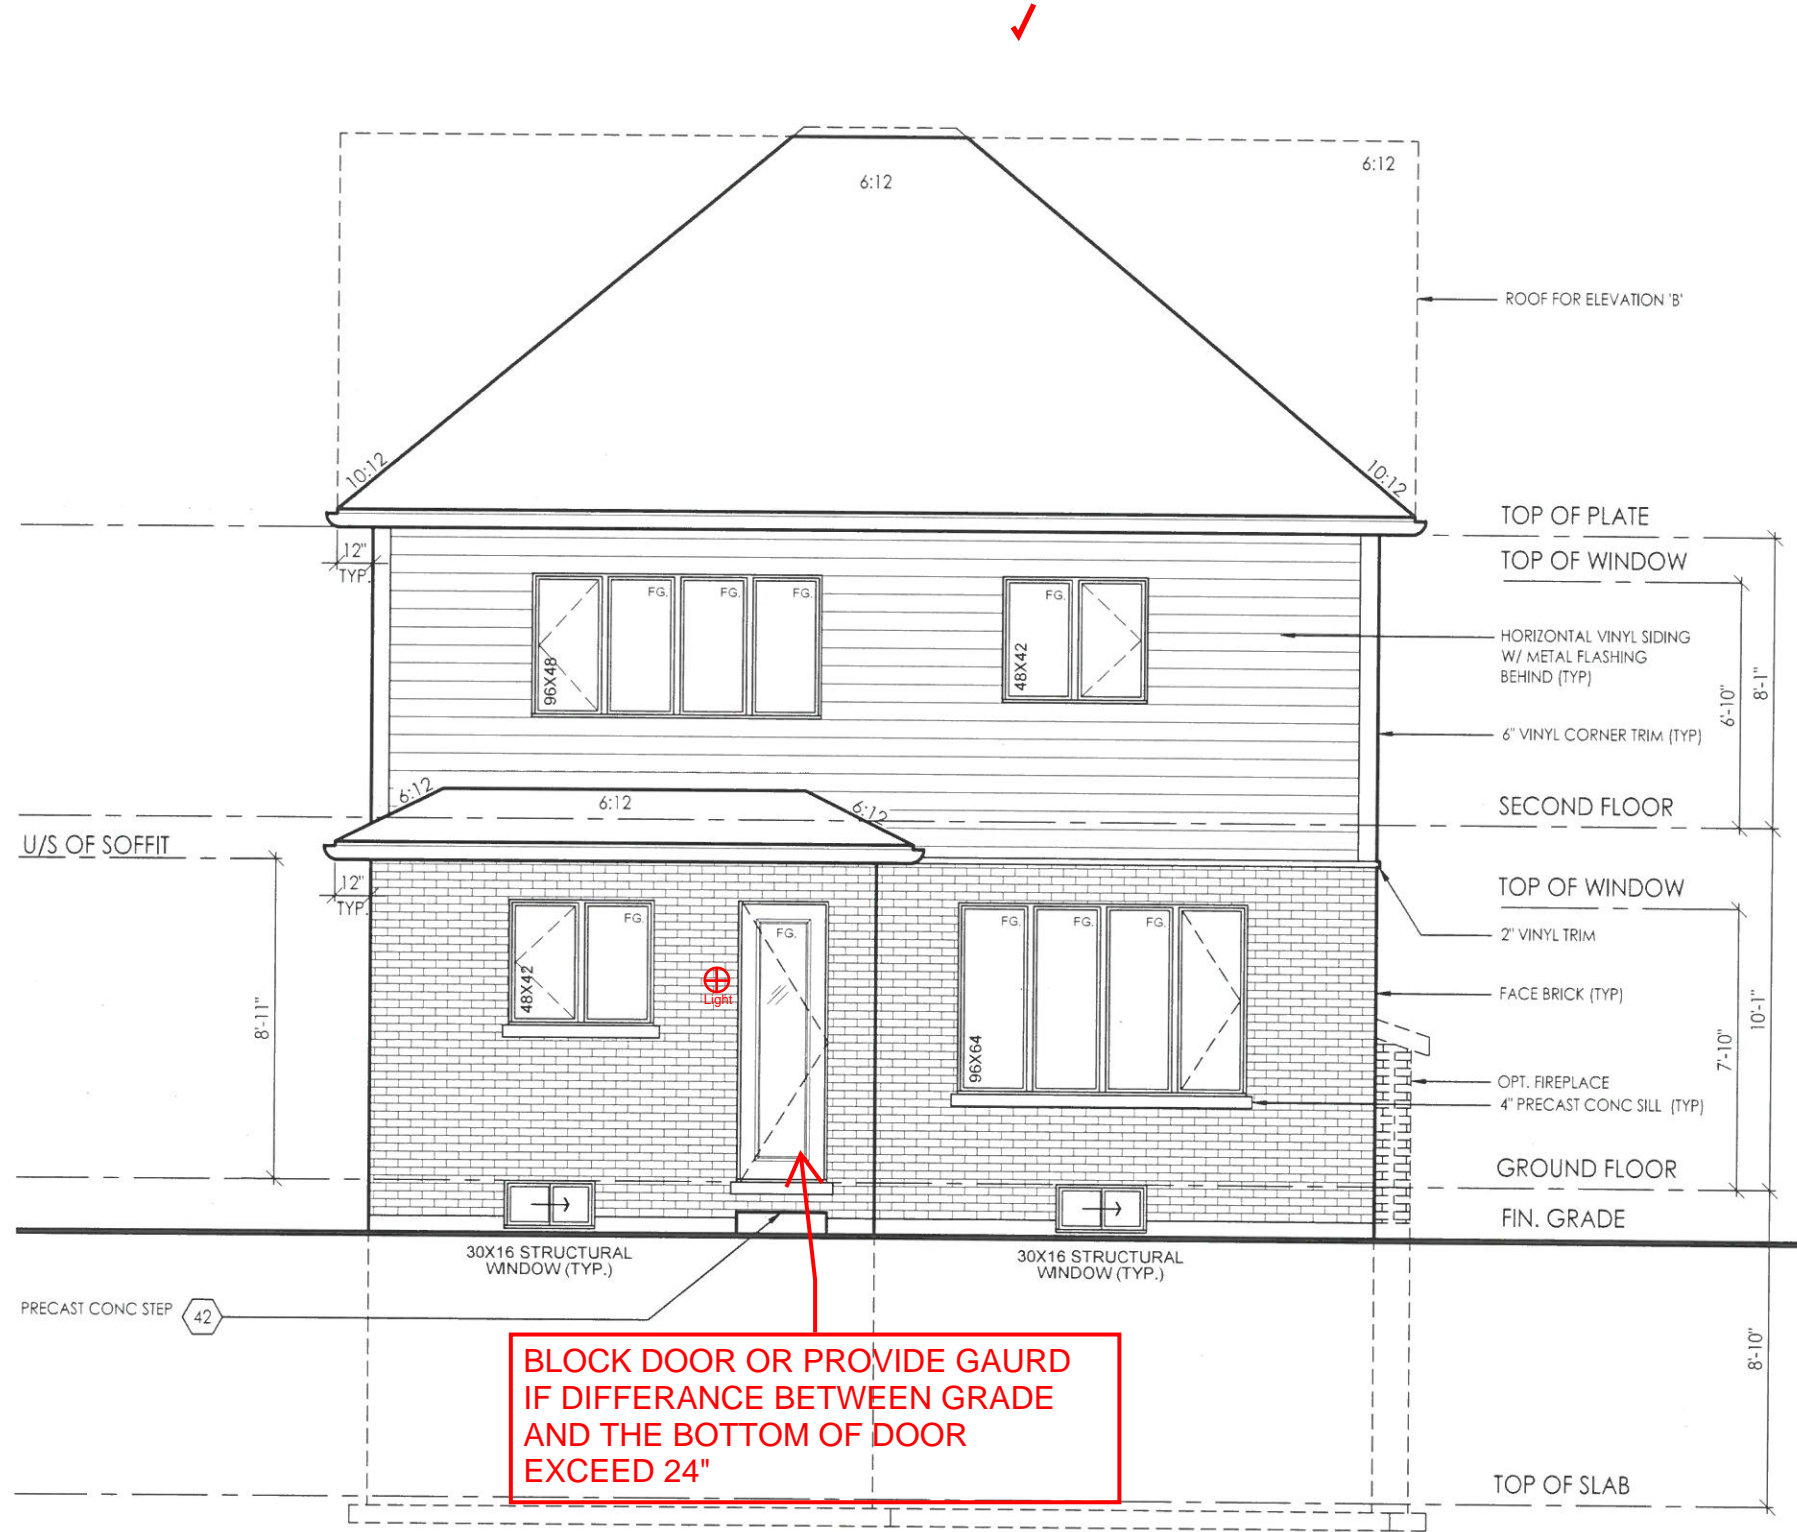 6:12
6:12
ROOF FOR ELEVATION 'B'
10:12
10:12
TOP OF PLATE
12"
TYP.
TOP OF WINDOW
FG.
FG.
FG.
FG.
96X48
48X42
HORIZONTAL VINYL SIDING
W/ METAL FLASHING
BEHIND (TYP)
6'-10"
8'-1"
6" VINYL CORNER TRIM (TYP)
6:12
6:12
6:12
SECOND FLOOR
U/S OF SOFFIT
12"
TYP.
TOP OF WINDOW
FG.
FG.
FG.
FG.
FG.
2" VINYL TRIM
48X42
Light
FACE BRICK (TYP)
8'-11"
10'-1"
7'-10"
96X64
OPT. FIREPLACE
4" PRECAST CONC SILL (TYP)
GROUND FLOOR
FIN. GRADE
30X16 STRUCTURAL
WINDOW (TYP.)
30X16 STRUCTURAL
WINDOW (TYP.)
PRECAST CONC STEP
42
8'-10"
BLOCK DOOR OR PROVIDE GAURD
IF DIFFERANCE BETWEEN GRADE
AND THE BOTTOM OF DOOR
EXCEED 24"
TOP OF SLAB